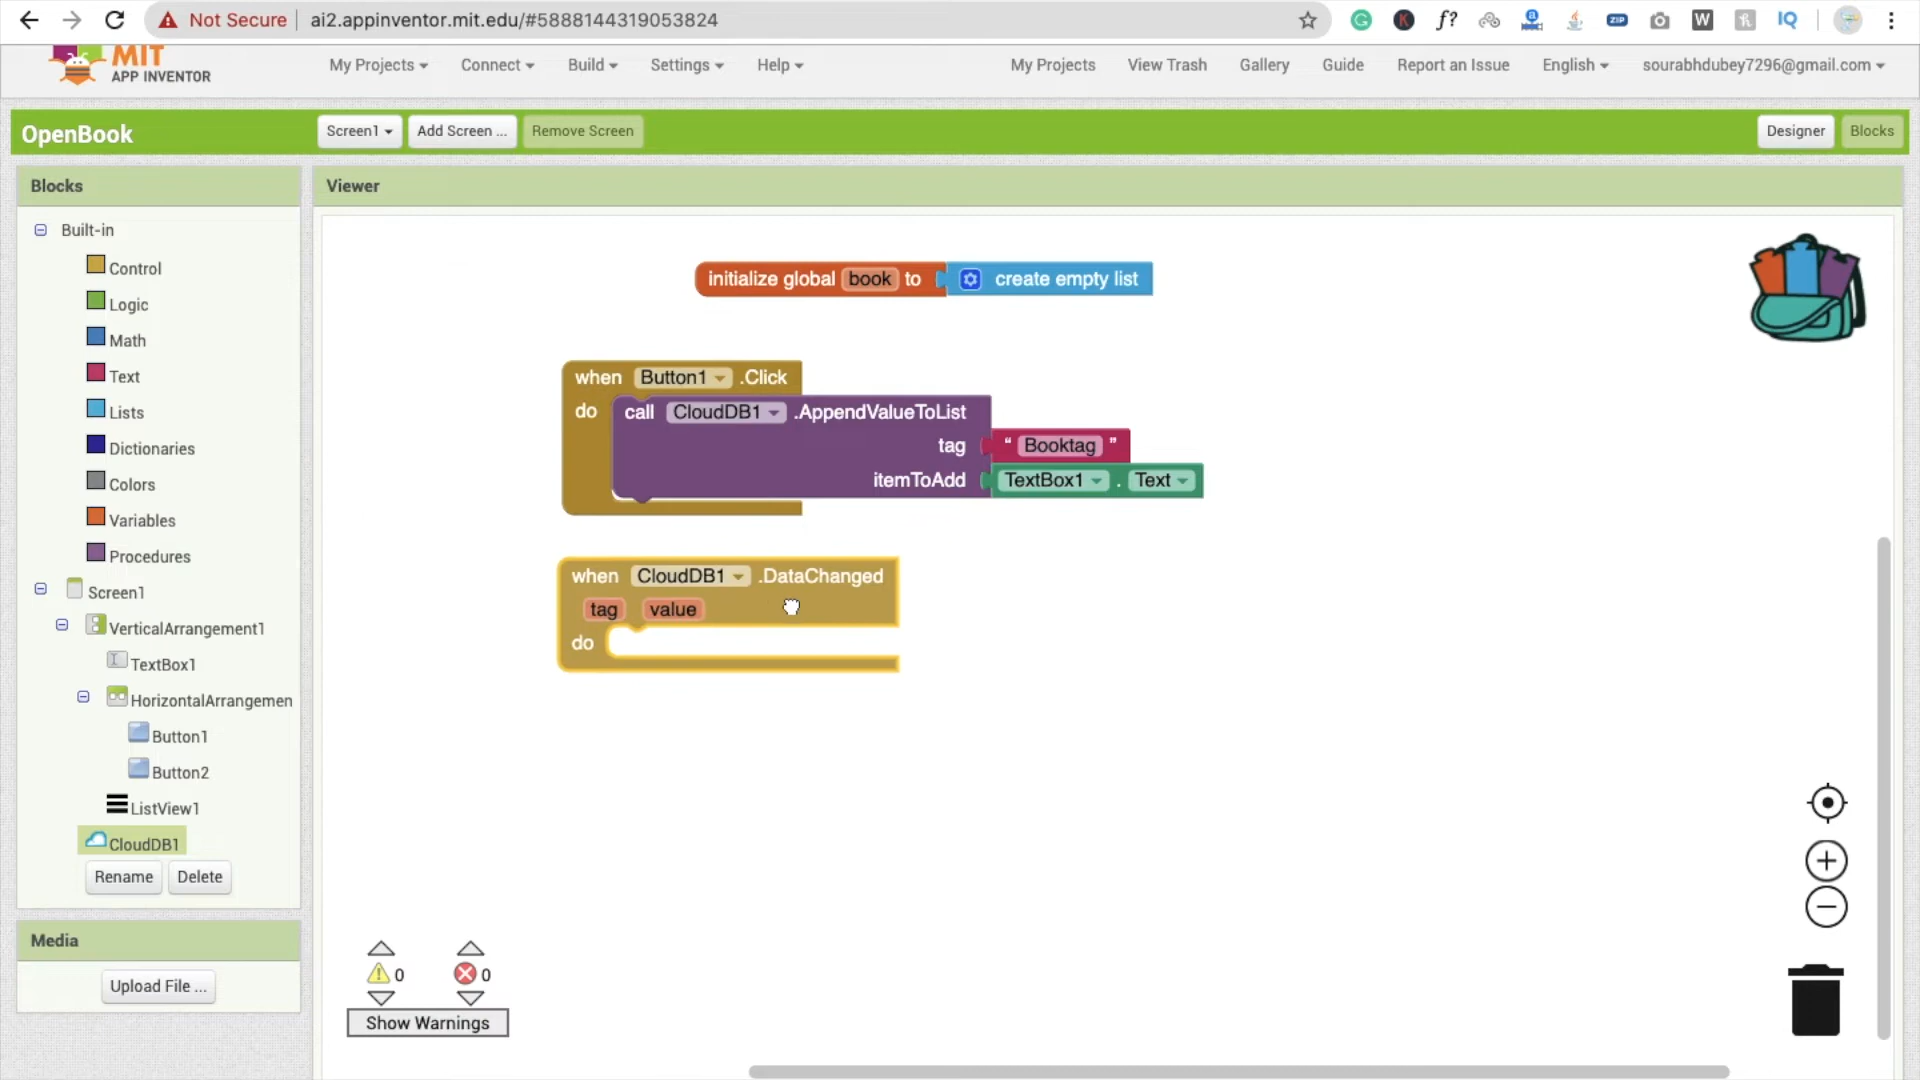 Not Secure
ai2.appinventor.mit.edu/#5888144319053824
f?
ZIP
W
IQ
MIT
APP INVENTOR
My Projects
Connect
Build
Settings
Help
My Projects
View Trash
Gallery
Guide
Report an Issue
English
sourabhdubey7296@gmail.com
OpenBook
Screen1
Add Screen ...
Remove Screen
Designer
Blocks
Blocks
Viewer
Built-in
Control
Logic
Math
Text
Lists
Dictionaries
Colors
Variables
Procedures
Screen1
VerticalArrangement1
TextBox1
HorizontalArrangemen
Button1
Button2
ListView1
CloudDB1
Rename
Delete
Media
Upload File ...
initialize global book to create empty list
when Button1 .Click
do call CloudDB1 .AppendValueToList
tag " Booktag "
itemToAdd TextBox1 . Text
when CloudDB1 .DataChanged
tag value
do
0 0
Show Warnings